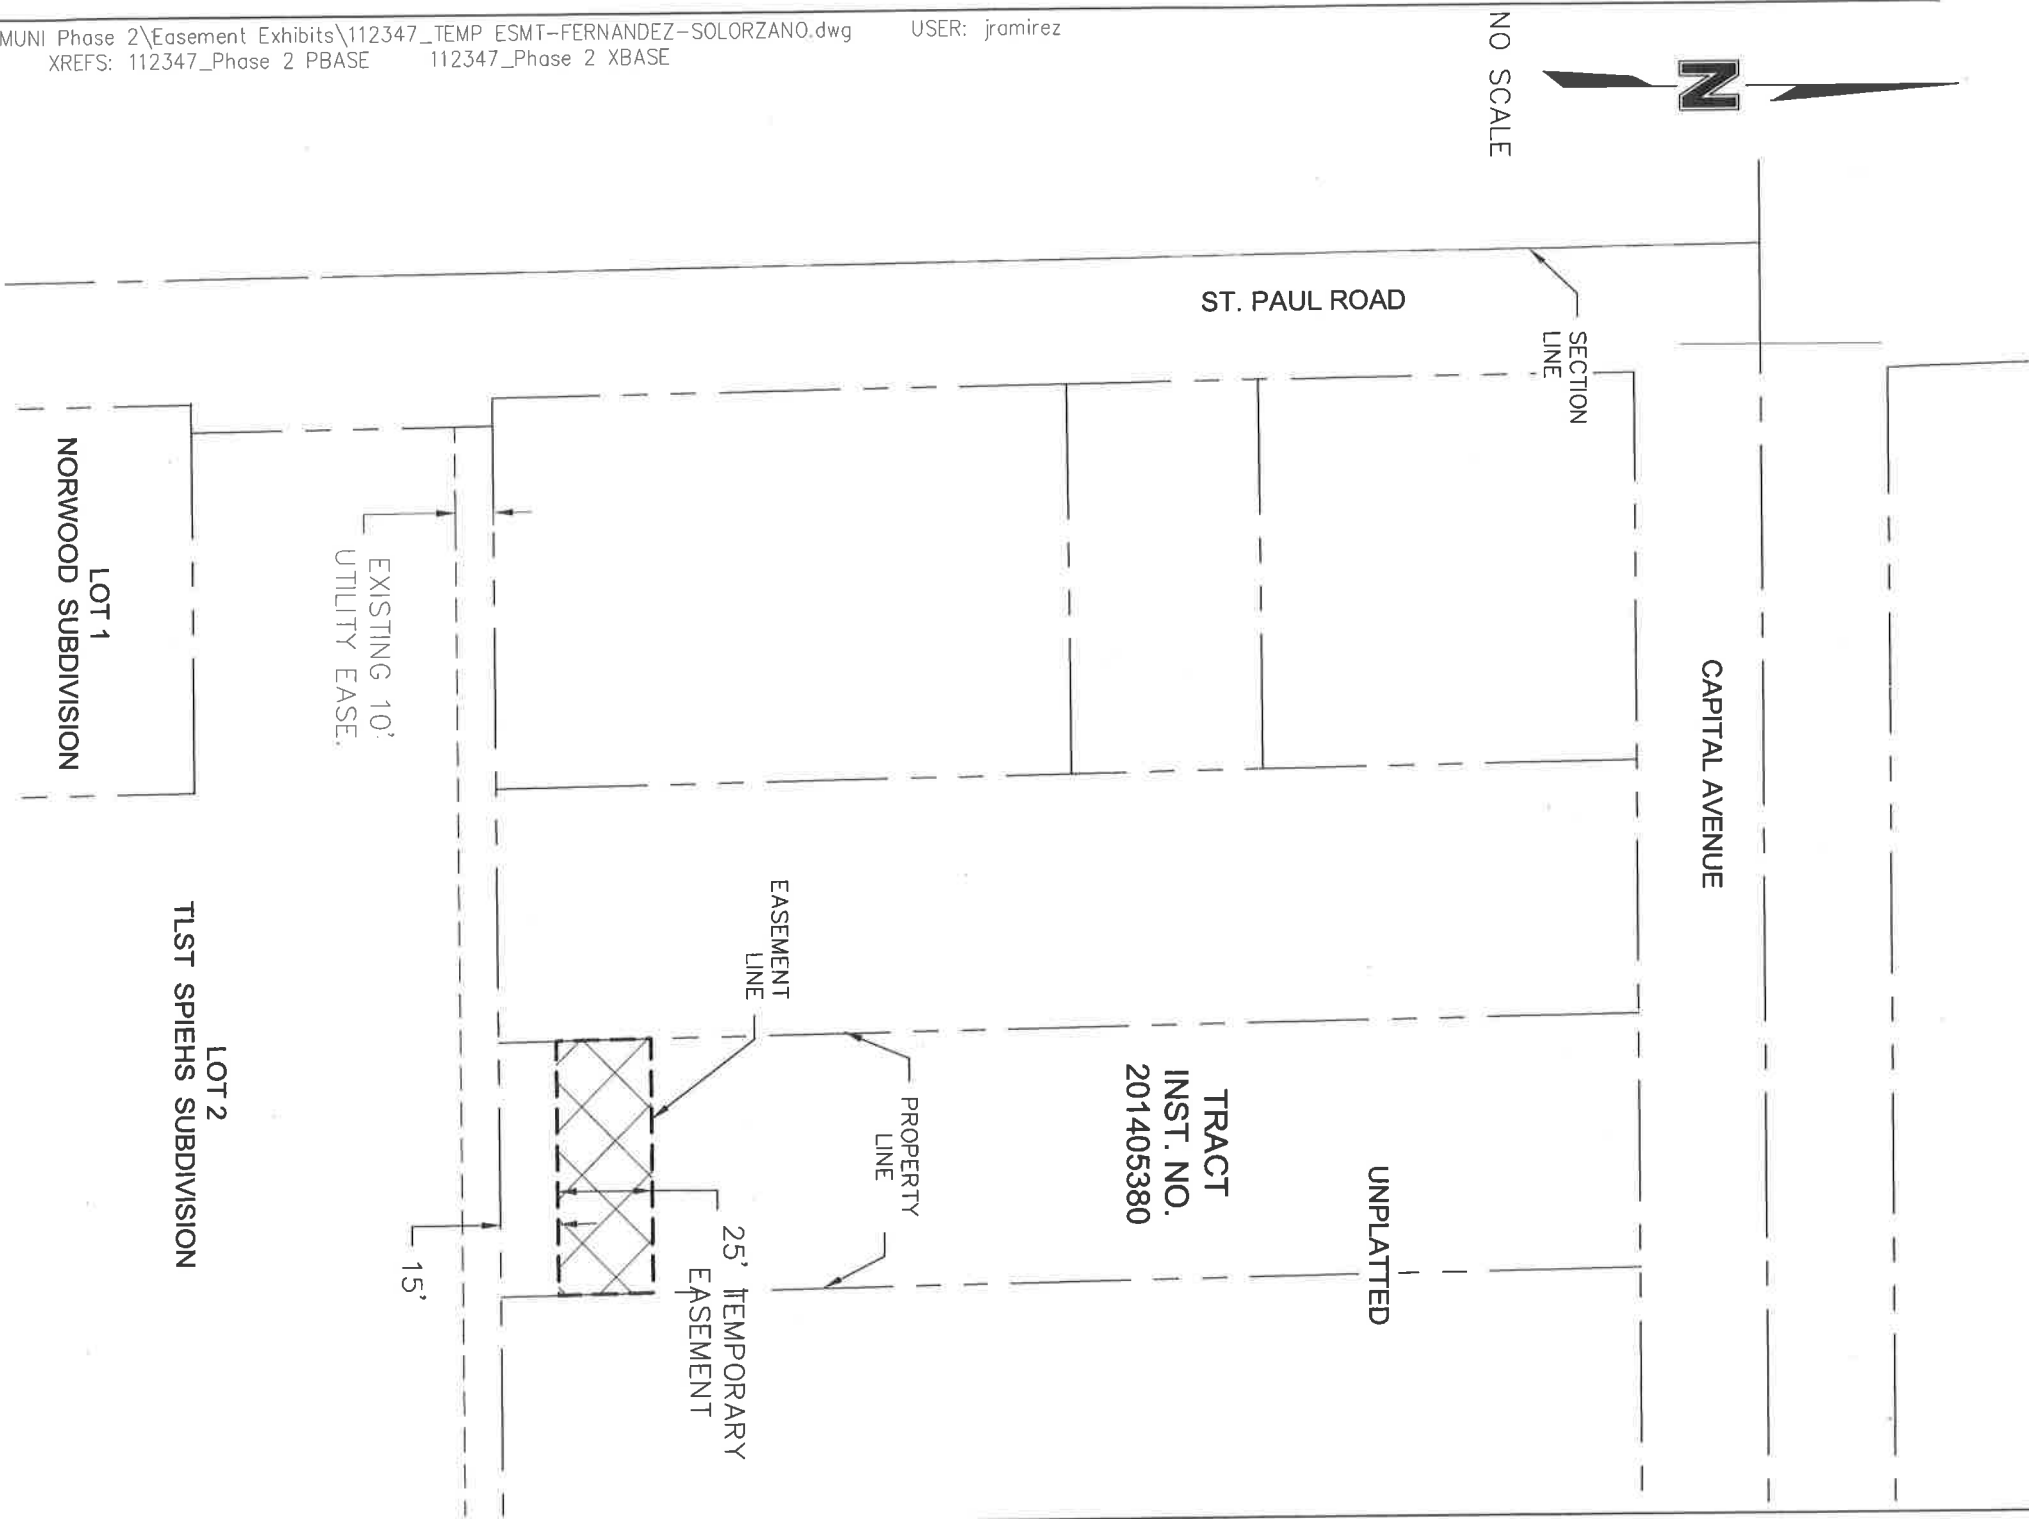 MUNI Phase 2\Easement Exhibits\112347_TEMP ESMT-FERNANDEZ-SOLORZANO.dwg USER: jramirez
XREFS: 112347_Phase 2 PBASE 112347_Phase 2 XBASE
N
NO SCALE
ST. PAUL ROAD
SECTION
LINE
CAPITAL AVENUE
LOT 1
NORWOOD SUBDIVISION
EXISTING 10'
UTILITY EASE.
LOT 2
TLST SPIEHS SUBDIVISION
EASEMENT
LINE
PROPERTY
LINE
TRACT
INST. NO.
201405380
UNPLATTED
25' TEMPORARY
EASEMENT
15'